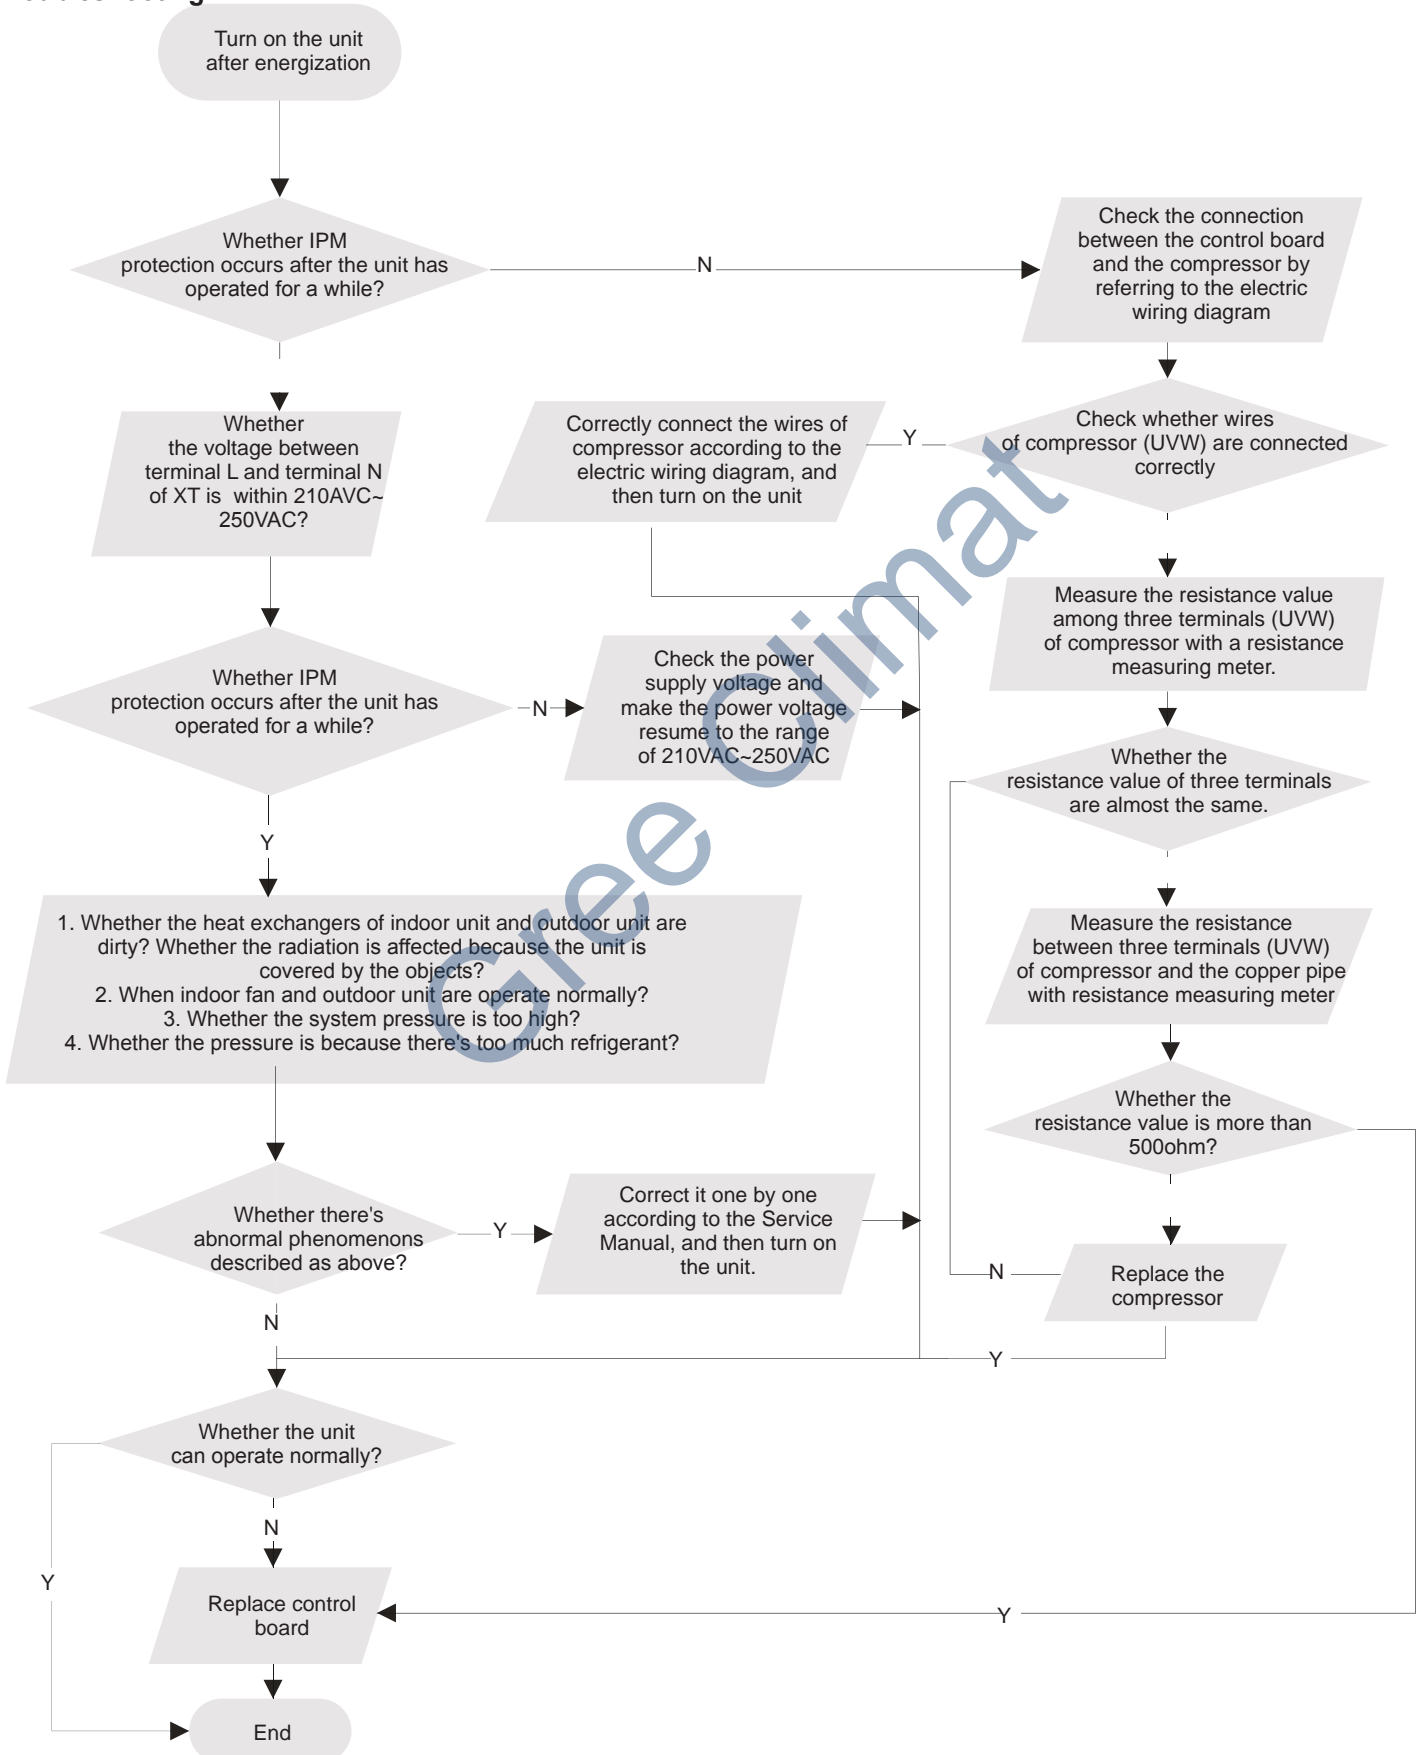 Turn on the unit
after energization
Whether IPM
protection occurs after the unit has
operated for a while?
N
Check the connection
between the control board
and the compressor by
referring to the electric
wiring diagram
Whether
the voltage between
terminal L and terminal N
of XT is within 210AVC~
250VAC?
Correctly connect the wires of
compressor according to the
electric wiring diagram, and
then turn on the unit
Y
Check whether wires
of compressor (UVW) are connected
correctly
Measure the resistance value
among three terminals (UVW)
of compressor with a resistance
measuring meter.
Whether IPM
protection occurs after the unit has
operated for a while?
N
Check the power
supply voltage and
make the power voltage
resume to the range
of 210VAC~250VAC
Whether the
resistance value of three terminals
are almost the same.
Y
1. Whether the heat exchangers of indoor unit and outdoor unit are
dirty? Whether the radiation is affected because the unit is
covered by the objects?
2. When indoor fan and outdoor unit are operate normally?
3. Whether the system pressure is too high?
4. Whether the pressure is because there's too much refrigerant?
Measure the resistance
between three terminals (UVW)
of compressor and the copper pipe
with resistance measuring meter
Whether the
resistance value is more than
500ohm?
Whether there's
abnormal phenomenons
described as above?
Y
Correct it one by one
according to the Service
Manual, and then turn on
the unit.
N
Replace the
compressor
N
Y
Whether the unit
can operate normally?
N
Y
Replace control
board
Y
End
Gree Climat